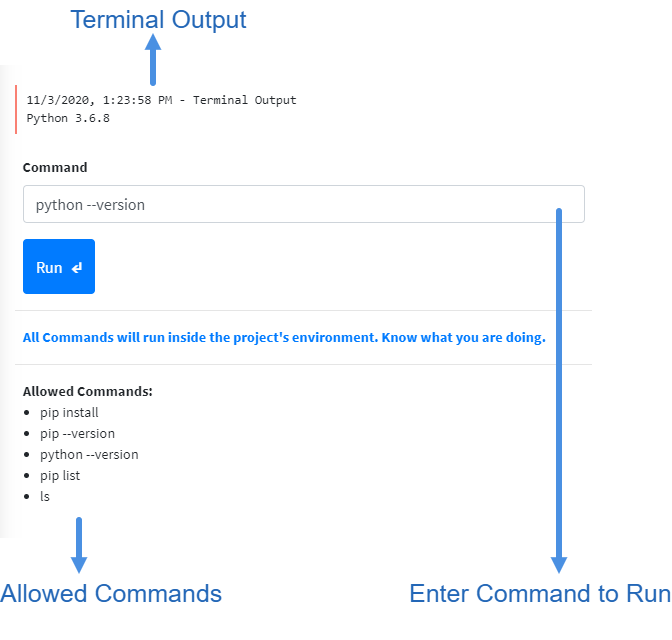 Terminal Output
11/3/2020, 1:23:58 PM - Terminal Output
Python 3.6.8
Command
python --version
Run
All Commands will run inside the project's environment. Know what you are doing.
Allowed Commands:
pip install
pip --version
python --version
pip list
ls
Allowed Commands
Enter Command to Run